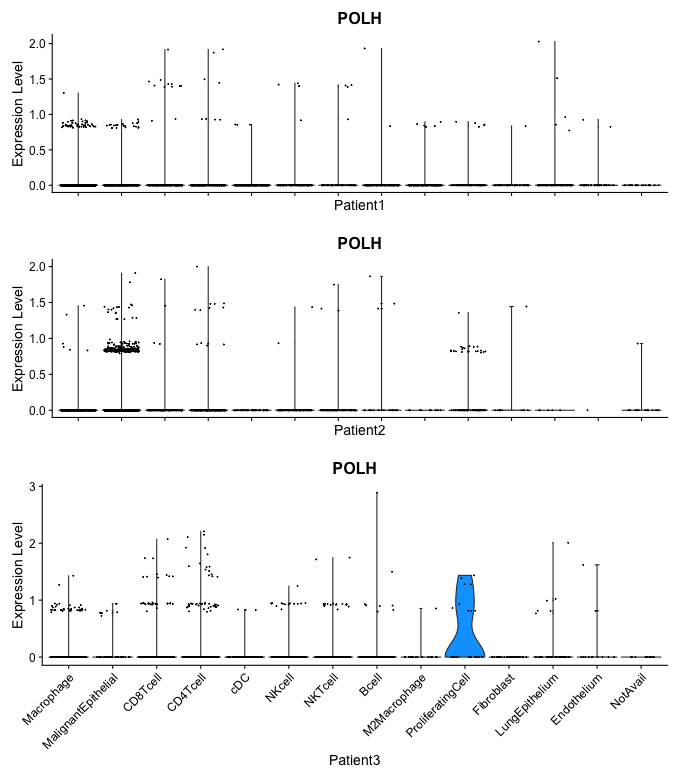 POLH
Expression Level
2.0
1.5
1.0
0.5
0.0
Patient1
POLH
Expression Level
2.0
1.5
1.0
0.5
0.0
Patient2
POLH
Expression Level
3
2
1
0
Macrophage
MalignantEpithelial
CD8Tcell
CD4Tcell
cDC
NKcell
NKTcell
Bcell
M2Macrophage
ProliferatingCell
Fibroblast
LungEpithelium
Endothelium
NotAvail
Patient3